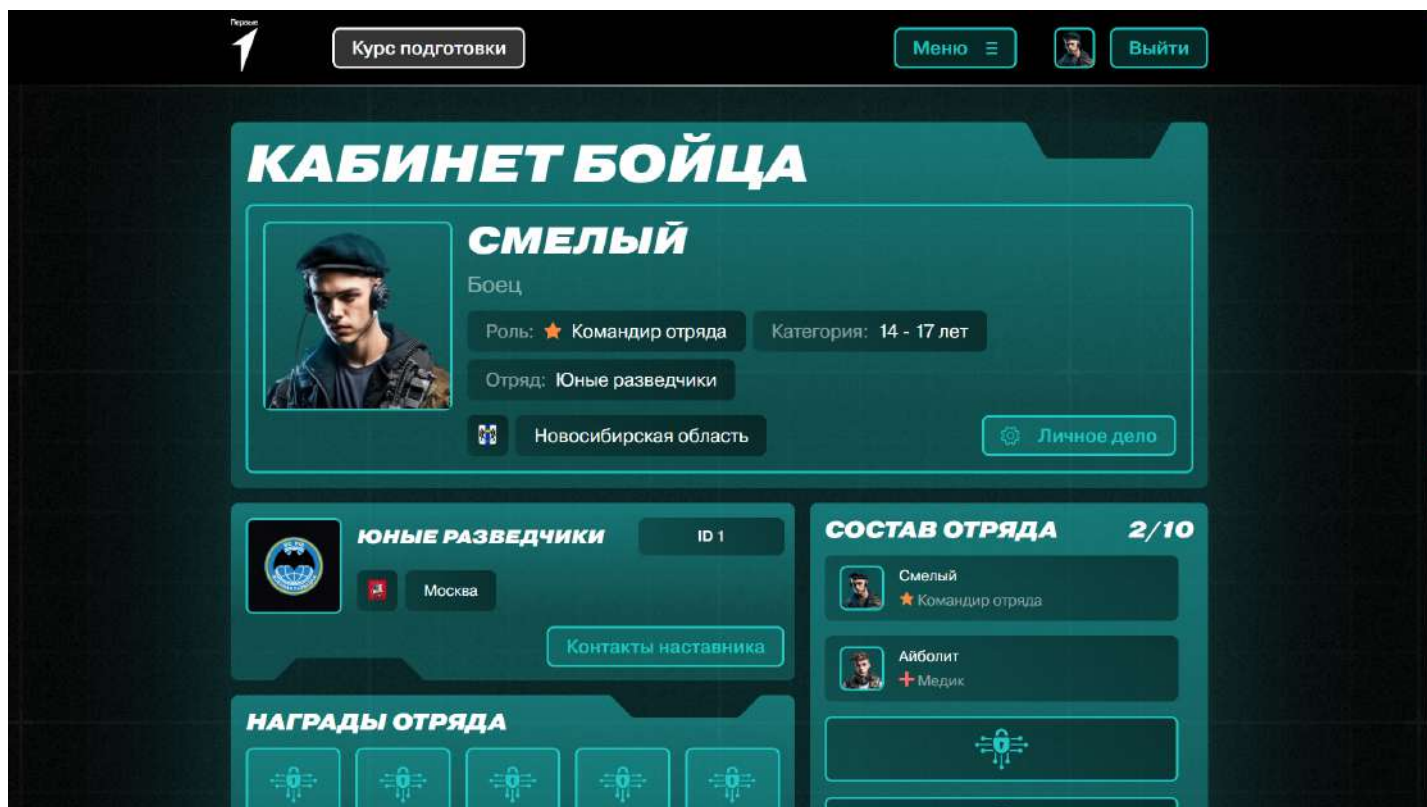 Первые
Курс подготовки
Меню
Выйти
КАБИНЕТ БОЙЦА
СМЕЛЫЙ
Боец
Роль: Командир отряда
Категория: 14 - 17 лет
Отряд: Юные разведчики
Новосибирская область
Личное дело
ЮНЫЕ РАЗВЕДЧИКИ
ID 1
Москва
Контакты наставника
НАГРАДЫ ОТРЯДА
СОСТАВ ОТРЯДА
2/10
Смелый
Командир отряда
Айболит
Медик